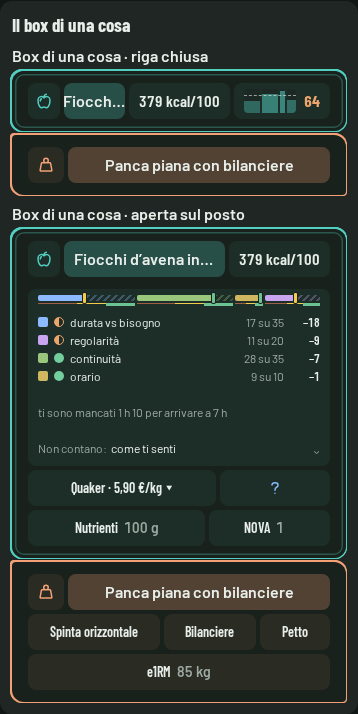 Il box di una cosa
Box di una cosa · riga chiusa
Fiocch… 379 kcal/100 64
Panca piana con bilanciere
Box di una cosa · aperta sul posto
Fiocchi d’avena in… 379 kcal/100
durata vs bisogno 17 su 35 −18
regolarità 11 su 20 −9
continuità 28 su 35 −7
orario 9 su 10 −1
ti sono mancati 1 h 10 per arrivare a 7 h
Non contano: come ti senti
Quaker · 5,90 €/kg ▾ ?
Nutrienti 100 g NOVA 1
Panca piana con bilanciere
Spinta orizzontale Bilanciere Petto
e1RM 85 kg